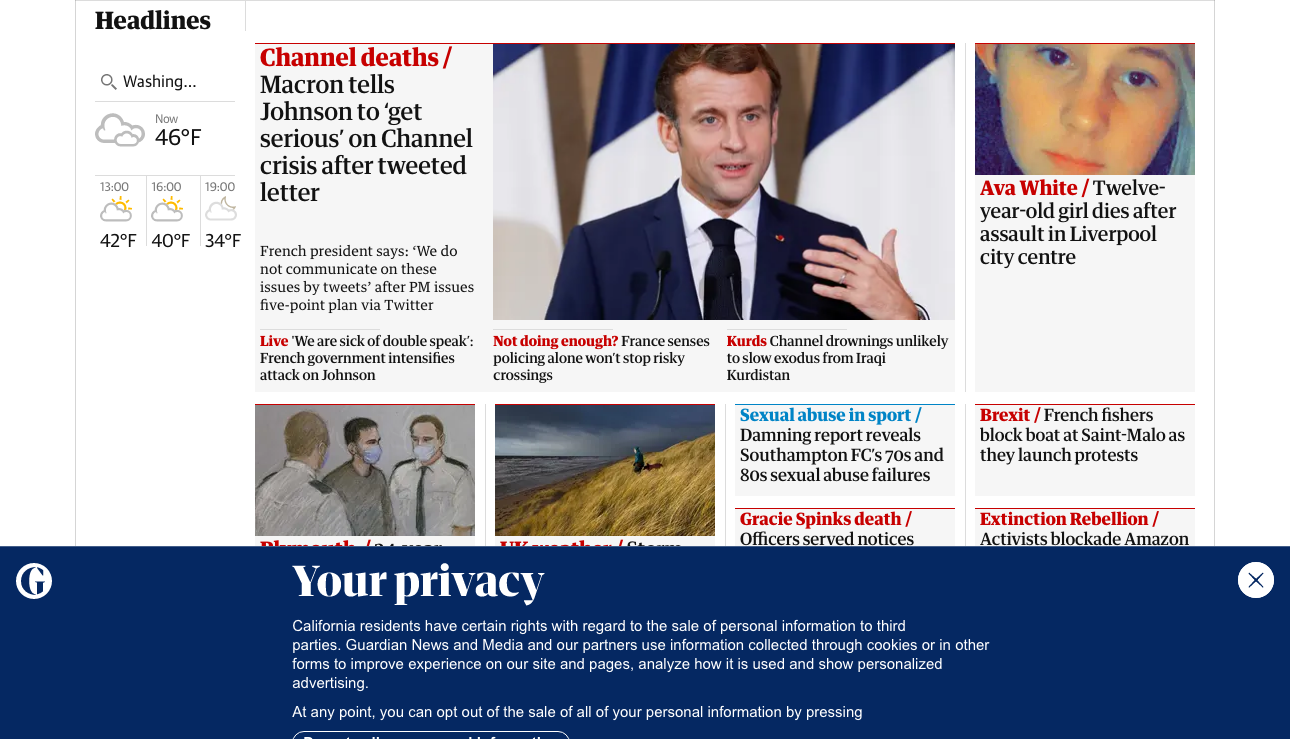 Headlines
Washing...
Now
46°F
13:00
16:00
19:00
42°F
40°F
34°F
Channel deaths /
Macron tells
Johnson to ‘get
serious’ on Channel
crisis after tweeted
letter
French president says: ‘We do
not communicate on these
issues by tweets’ after PM issues
five-point plan via Twitter
Live 'We are sick of double speak’:
French government intensifies
attack on Johnson
Not doing enough? France senses
policing alone won’t stop risky
crossings
Kurds Channel drownings unlikely
to slow exodus from Iraqi
Kurdistan
Ava White / Twelve-
year-old girl dies after
assault in Liverpool
city centre
Sexual abuse in sport /
Damning report reveals
Southampton FC’s 70s and
80s sexual abuse failures
Brexit / French fishers
block boat at Saint-Malo as
they launch protests
Gracie Spinks death /
Officers served notices
Extinction Rebellion /
Activists blockade Amazon
Your privacy
California residents have certain rights with regard to the sale of personal information to third
parties. Guardian News and Media and our partners use information collected through cookies or in other
forms to improve experience on our site and pages, analyze how it is used and show personalized
advertising.
At any point, you can opt out of the sale of all of your personal information by pressing